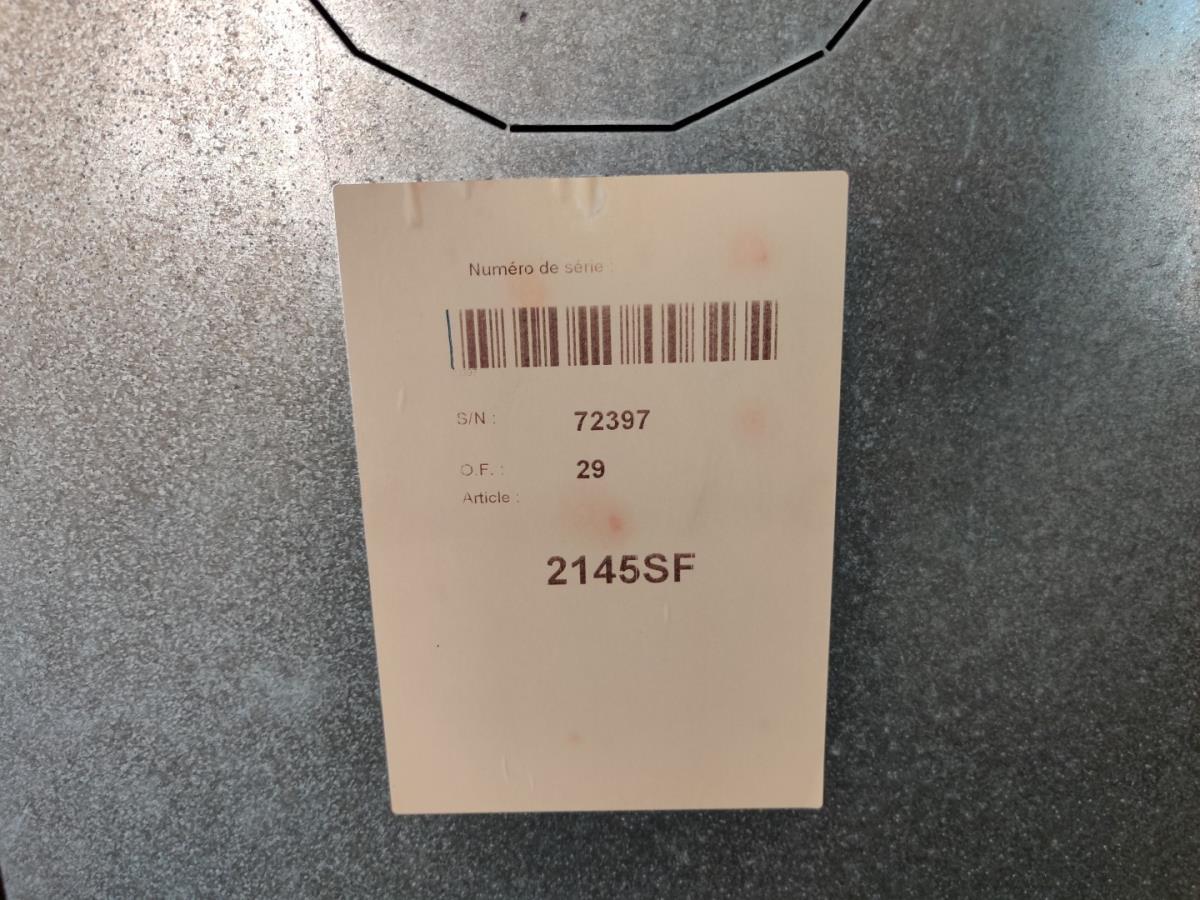 Numéro de série :
S/N : 72397
O.F. : 29
Article :
2145SF